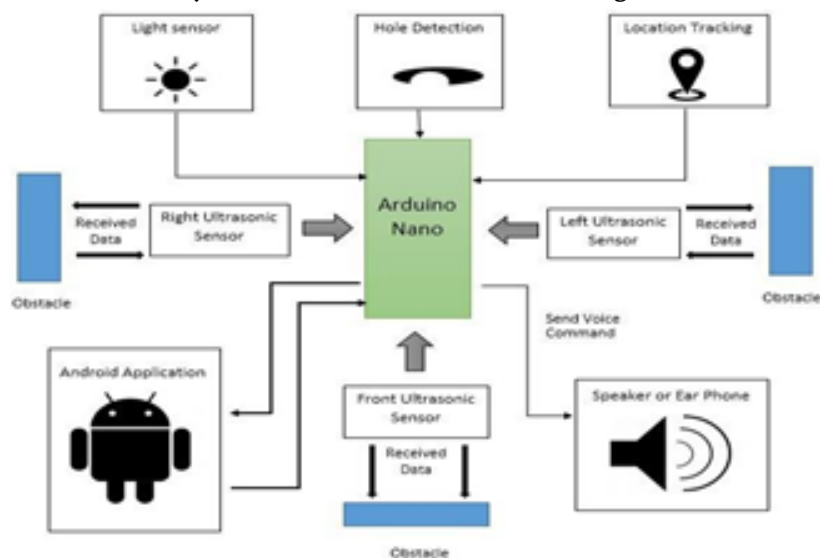 Light sensor
Hole Detection
Location Tracking
Arduino
Nano
Right Ultrasonic
Sensor
Received
Data
Obstacle
Left Ultrasonic
Sensor
Received
Data
Obstacle
Send Voice
Command
Android Application
Front Ultrasonic
Sensor
Received
Data
Obstacle
Speaker or Ear Phone